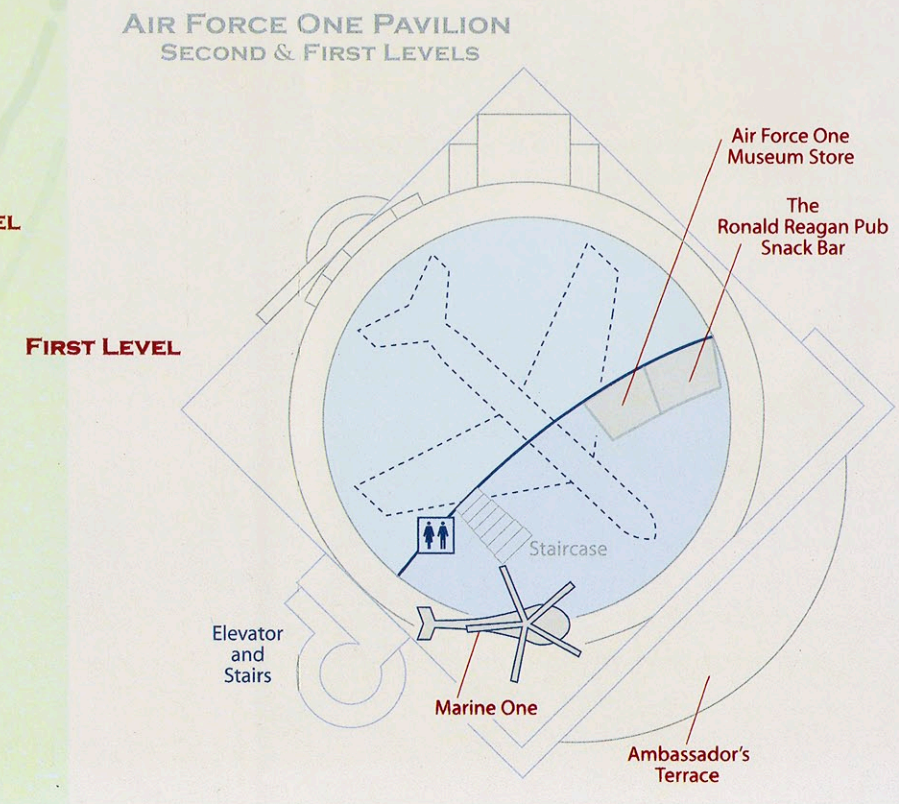 AIR FORCE ONE PAVILION
SECOND & FIRST LEVELS
Air Force One
Museum Store
The
Ronald Reagan Pub
Snack Bar
EL
FIRST LEVEL
Staircase
Elevator
and
Stairs
Marine One
Ambassador's
Terrace